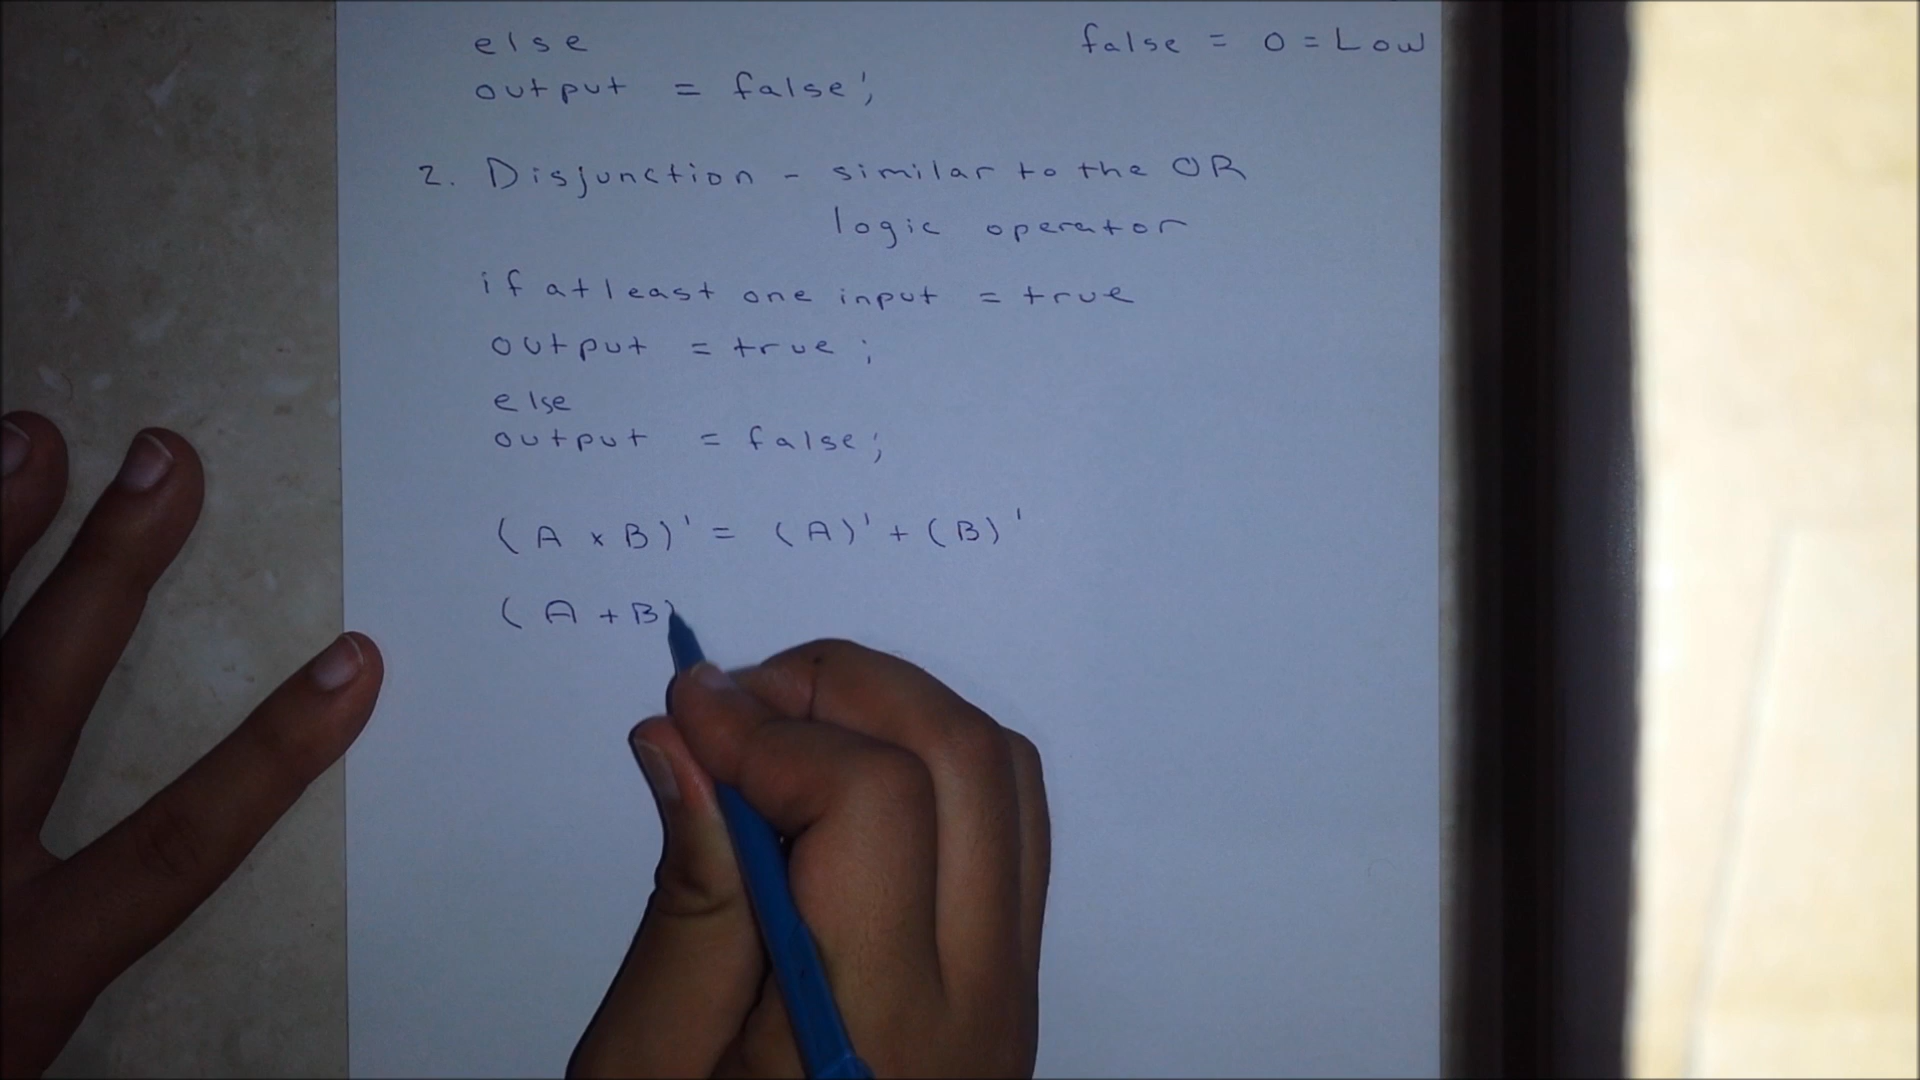 else false = 0 = Low
output = false;
2. Disjunction - similar to the OR
logic operator
if atleast one input = true
output = true ;
else
output = false;
(A x B)' = (A)' + (B)'
(A + B)